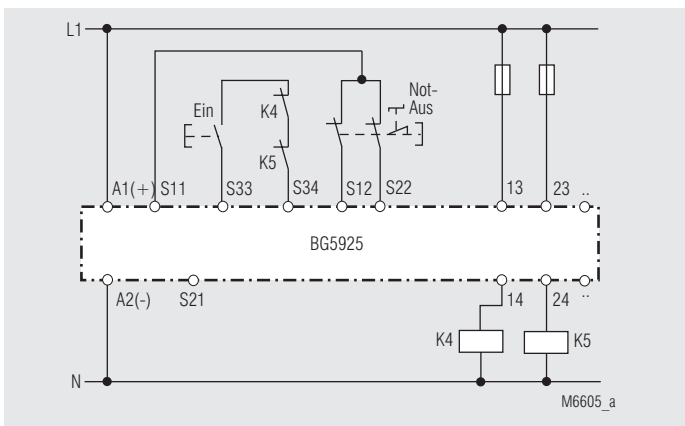 L1
Not-
Aus
Ein
K4
K5
A1(+) S11 S33 S34 S12 S22 13 23 ..
BG5925
A2(-) S21 14 24 ..
K4 K5
N
M6605_a